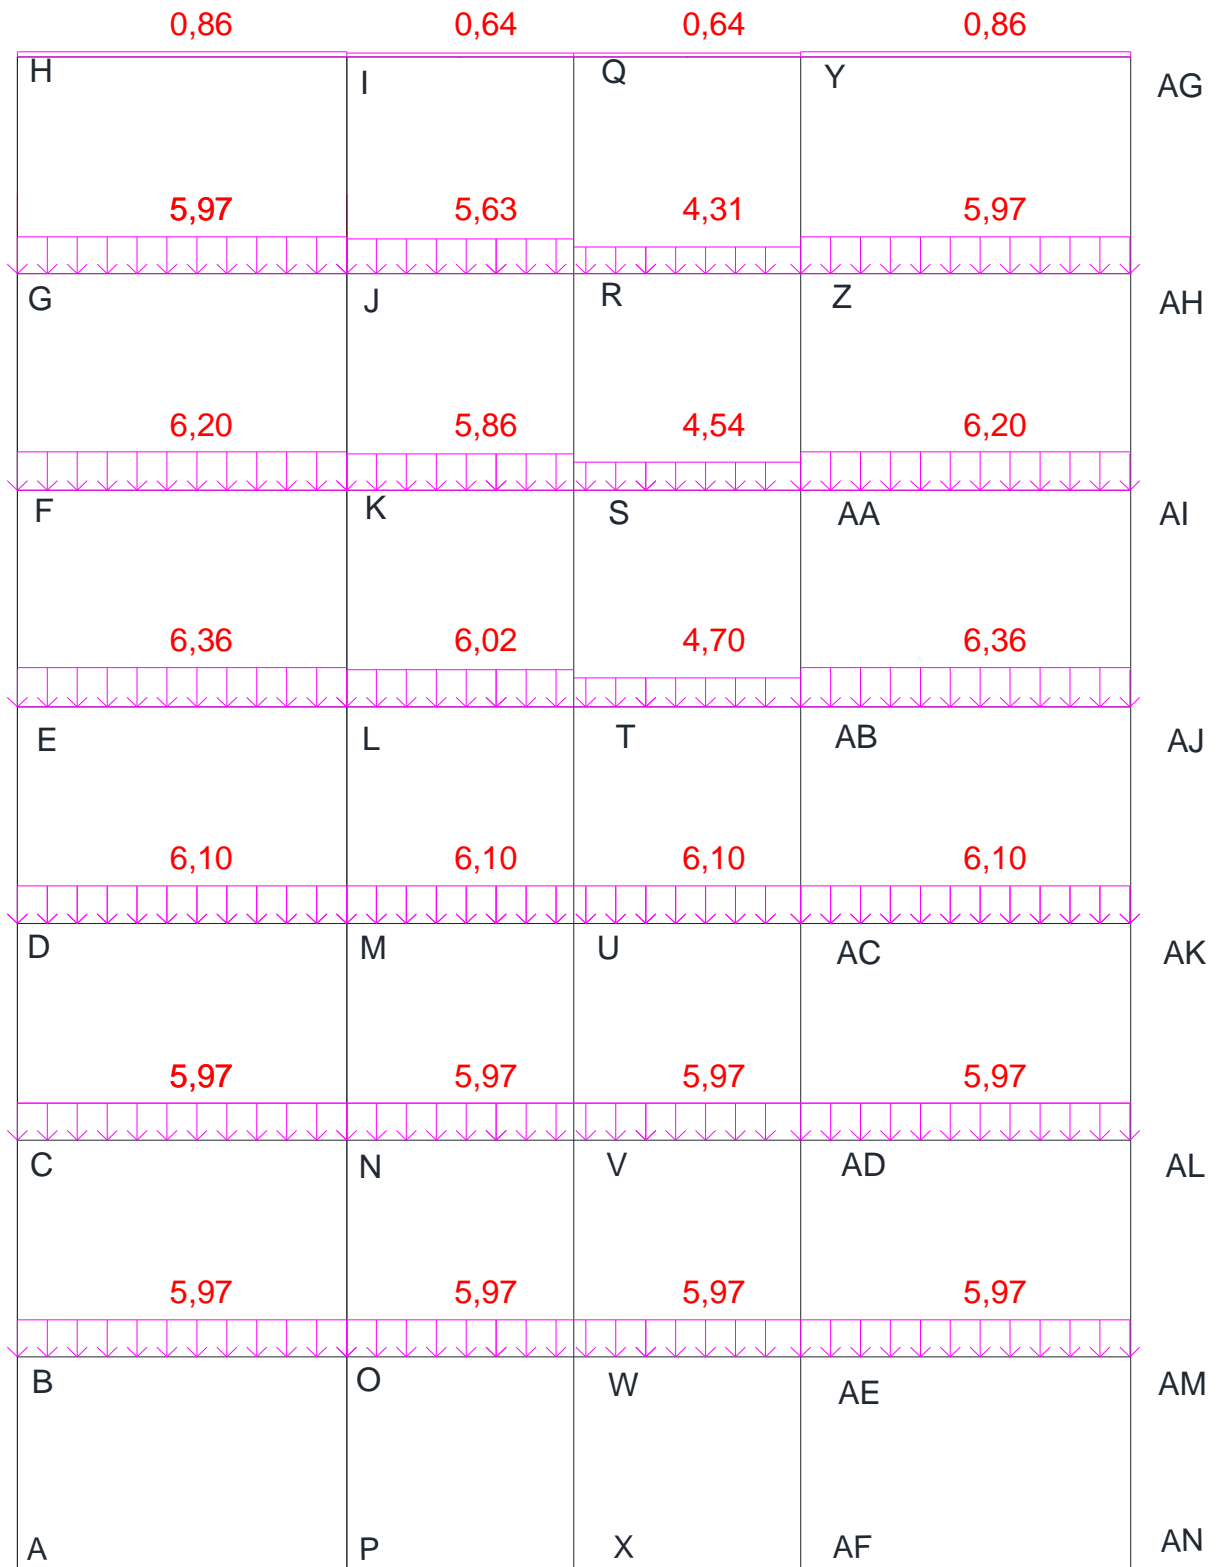 0,86 0,64 0,64 0,86
H I Q Y AG
5,97 5,63 4,31 5,97
G J R Z AH
6,20 5,86 4,54 6,20
F K S AA AI
6,36 6,02 4,70 6,36
E L T AB AJ
6,10 6,10 6,10 6,10
D M U AC AK
5,97 5,97 5,97 5,97
C N V AD AL
5,97 5,97 5,97 5,97
B O W AE AM
A P X AF AN